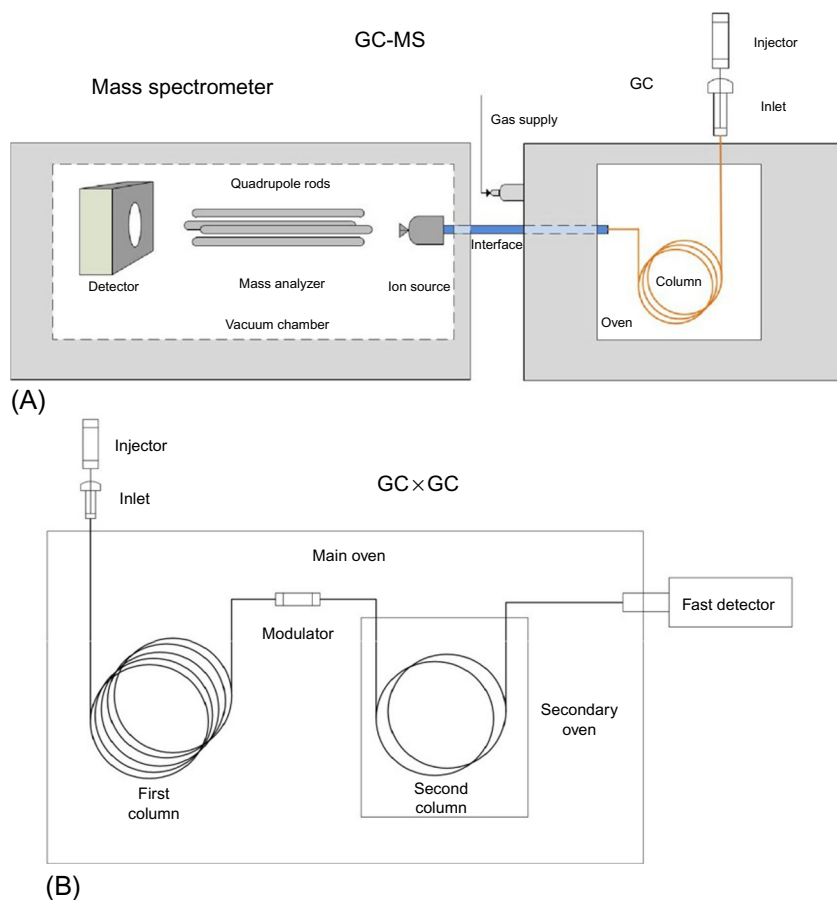 GC-MS
Injector
Mass spectrometer
GC
Inlet
Gas supply
Quadrupole rods
Interface
Column
Detector
Mass analyzer
Ion source
Oven
Vacuum chamber
(A)
Injector
GC×GC
Inlet
Main oven
Fast detector
Modulator
Secondary
oven
First
column
Second
column
(B)